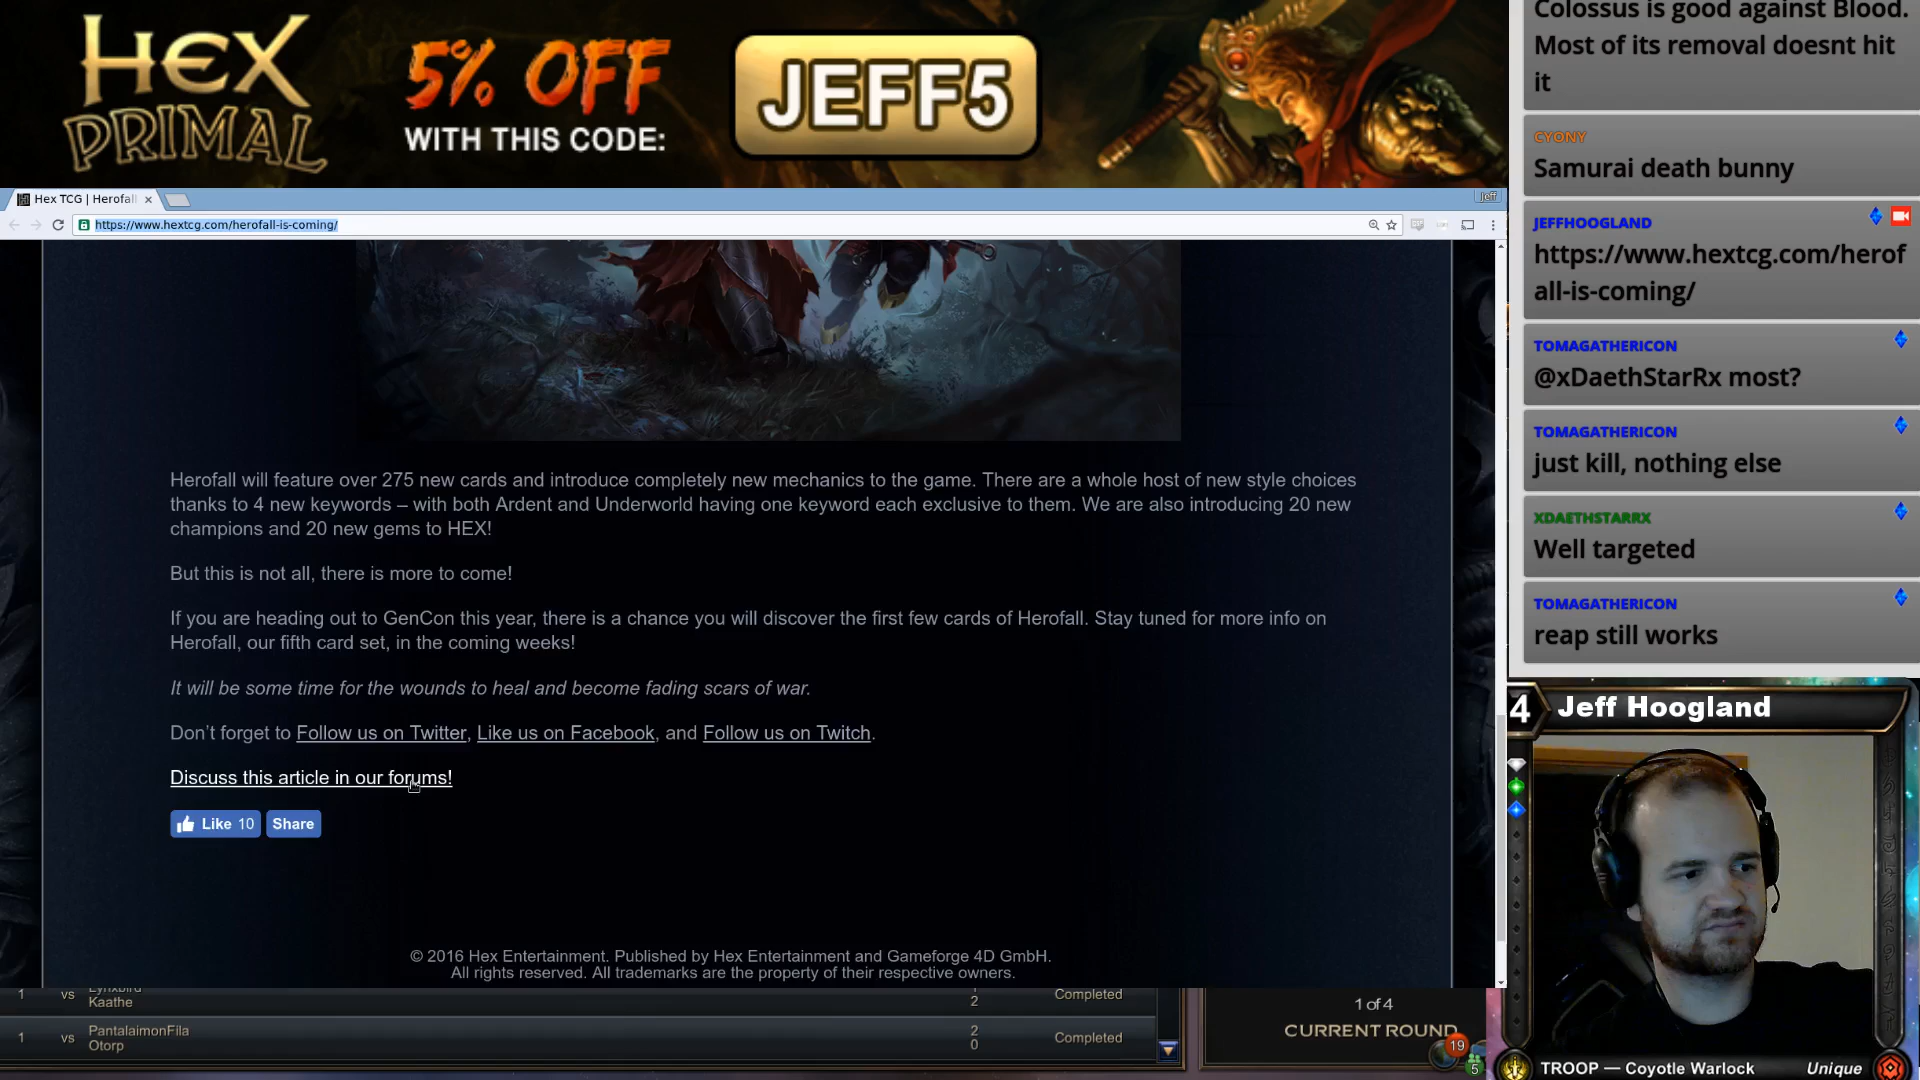 HEX
PRIMAL
5% OFF
WITH THIS CODE:
JEFF5
Hex TCG | Herofall
Jeff
https://www.hextcg.com/herofall-is-coming/
Herofall will feature over 275 new cards and introduce completely new mechanics to the game. There are a whole host of new style choices
thanks to 4 new keywords – with both Ardent and Underworld having one keyword each exclusive to them. We are also introducing 20 new
champions and 20 new gems to HEX!
But this is not all, there is more to come!
If you are heading out to GenCon this year, there is a chance you will discover the first few cards of Herofall. Stay tuned for more info on
Herofall, our fifth card set, in the coming weeks!
It will be some time for the wounds to heal and become fading scars of war.
Don't forget to Follow us on Twitter, Like us on Facebook, and Follow us on Twitch.
Discuss this article in our forums!
Like 10 Share
© 2016 Hex Entertainment. Published by Hex Entertainment and Gameforge 4D GmbH.
All rights reserved. All trademarks are the property of their respective owners.
1 vs Kaathe 2 Completed
1 vs PantalaimonFila 2 Completed
Otorp 0
1 of 4
CURRENT ROUND
19
5
Colossus is good against Blood.
Most of its removal doesnt hit
it
CYONY
Samurai death bunny
JEFFHOOGLAND
https://www.hextcg.com/herof
all-is-coming/
TOMAGATHERICON
@xDaethStarRx most?
TOMAGATHERICON
just kill, nothing else
XDAETHSTARRX
Well targeted
TOMAGATHERICON
reap still works
4 Jeff Hoogland
TROOP — Coyotle Warlock Unique